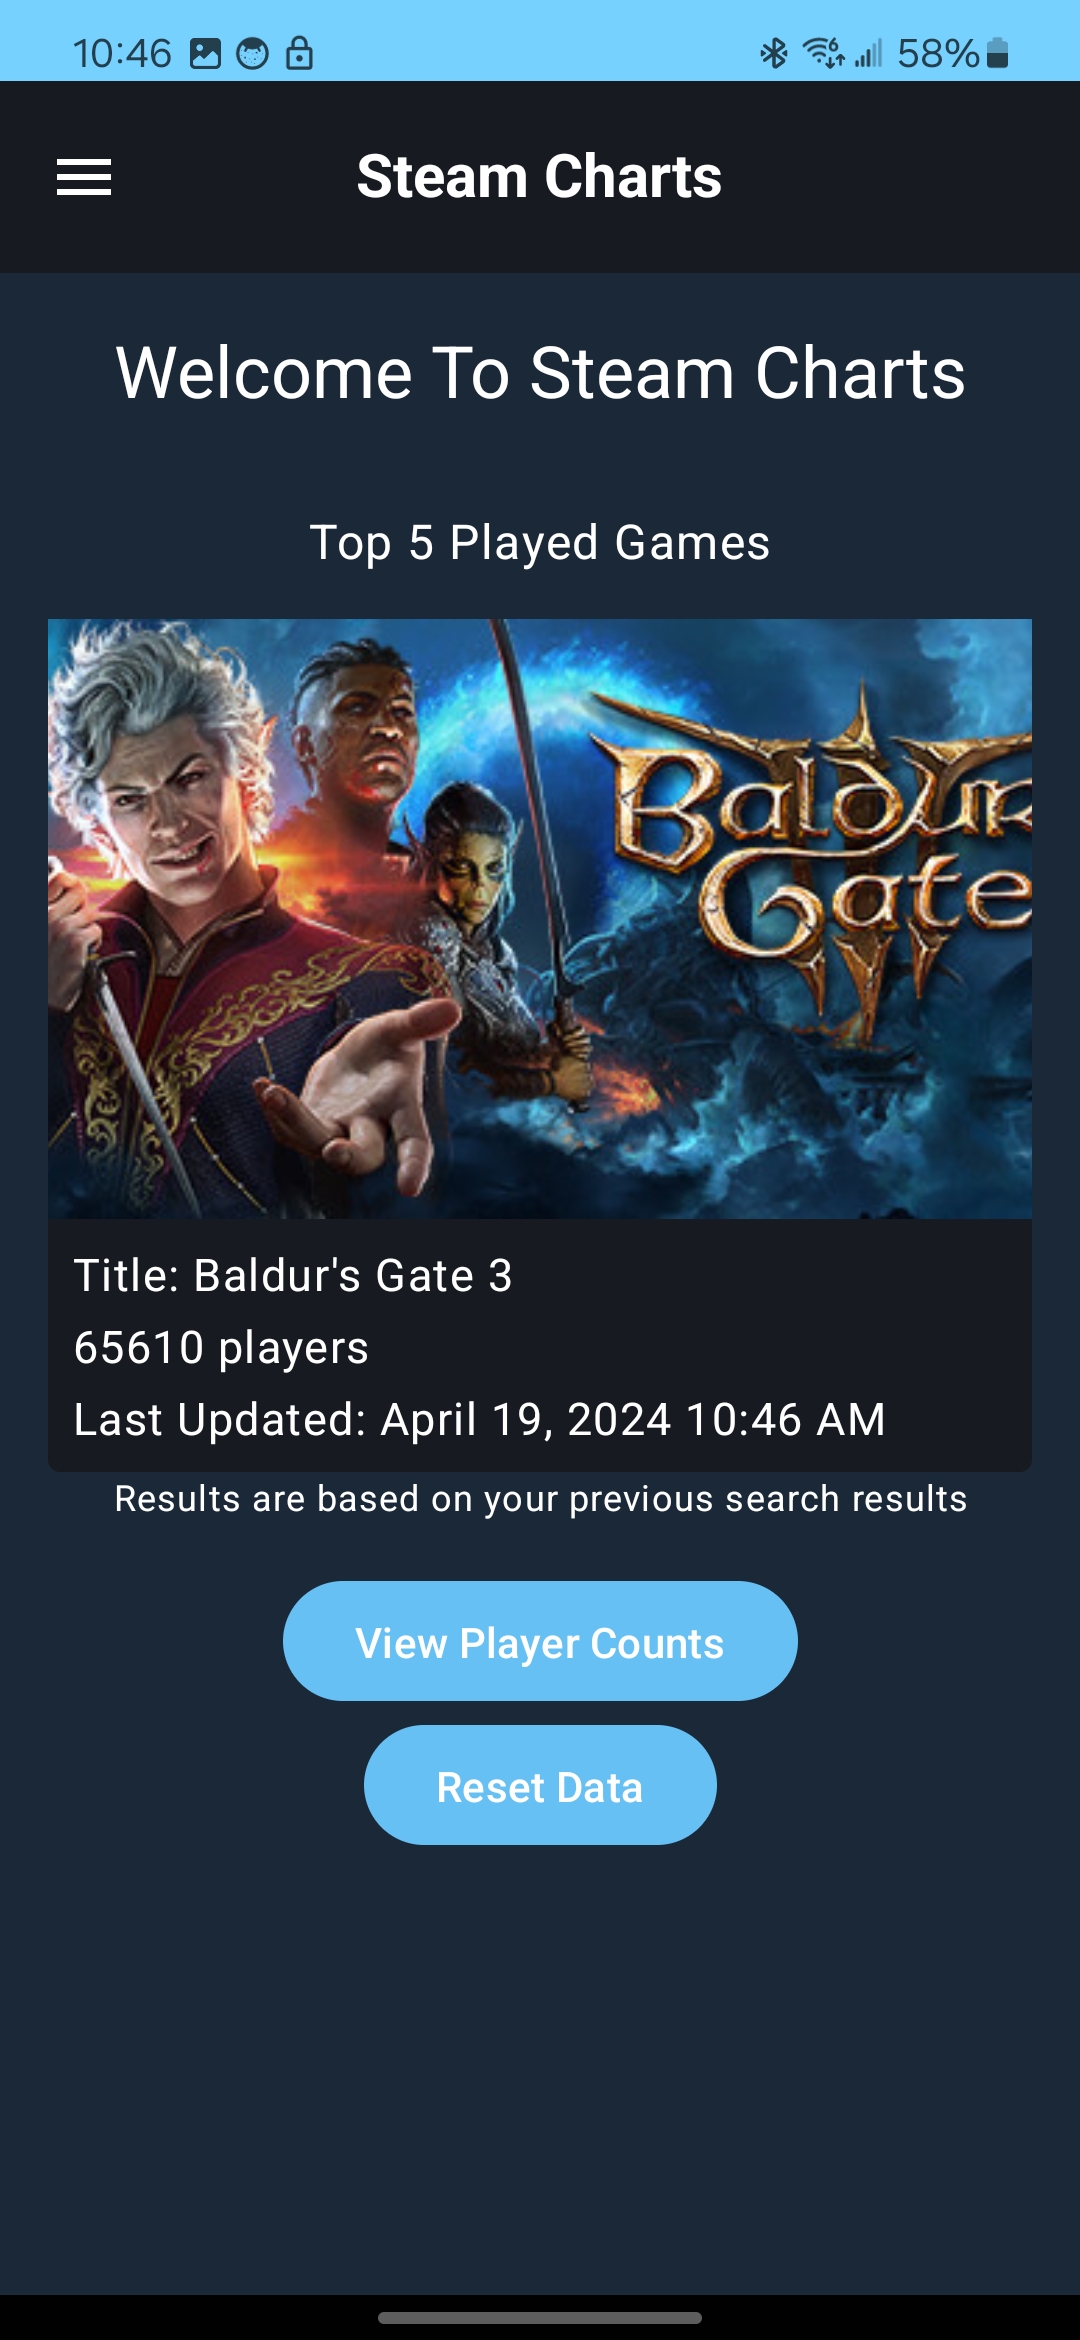 10:46
6
58%
Steam Charts
Welcome To Steam Charts
Top 5 Played Games
Baldur
Gate
Title: Baldur's Gate 3
65610 players
Last Updated: April 19, 2024 10:46 AM
Results are based on your previous search results
View Player Counts
Reset Data